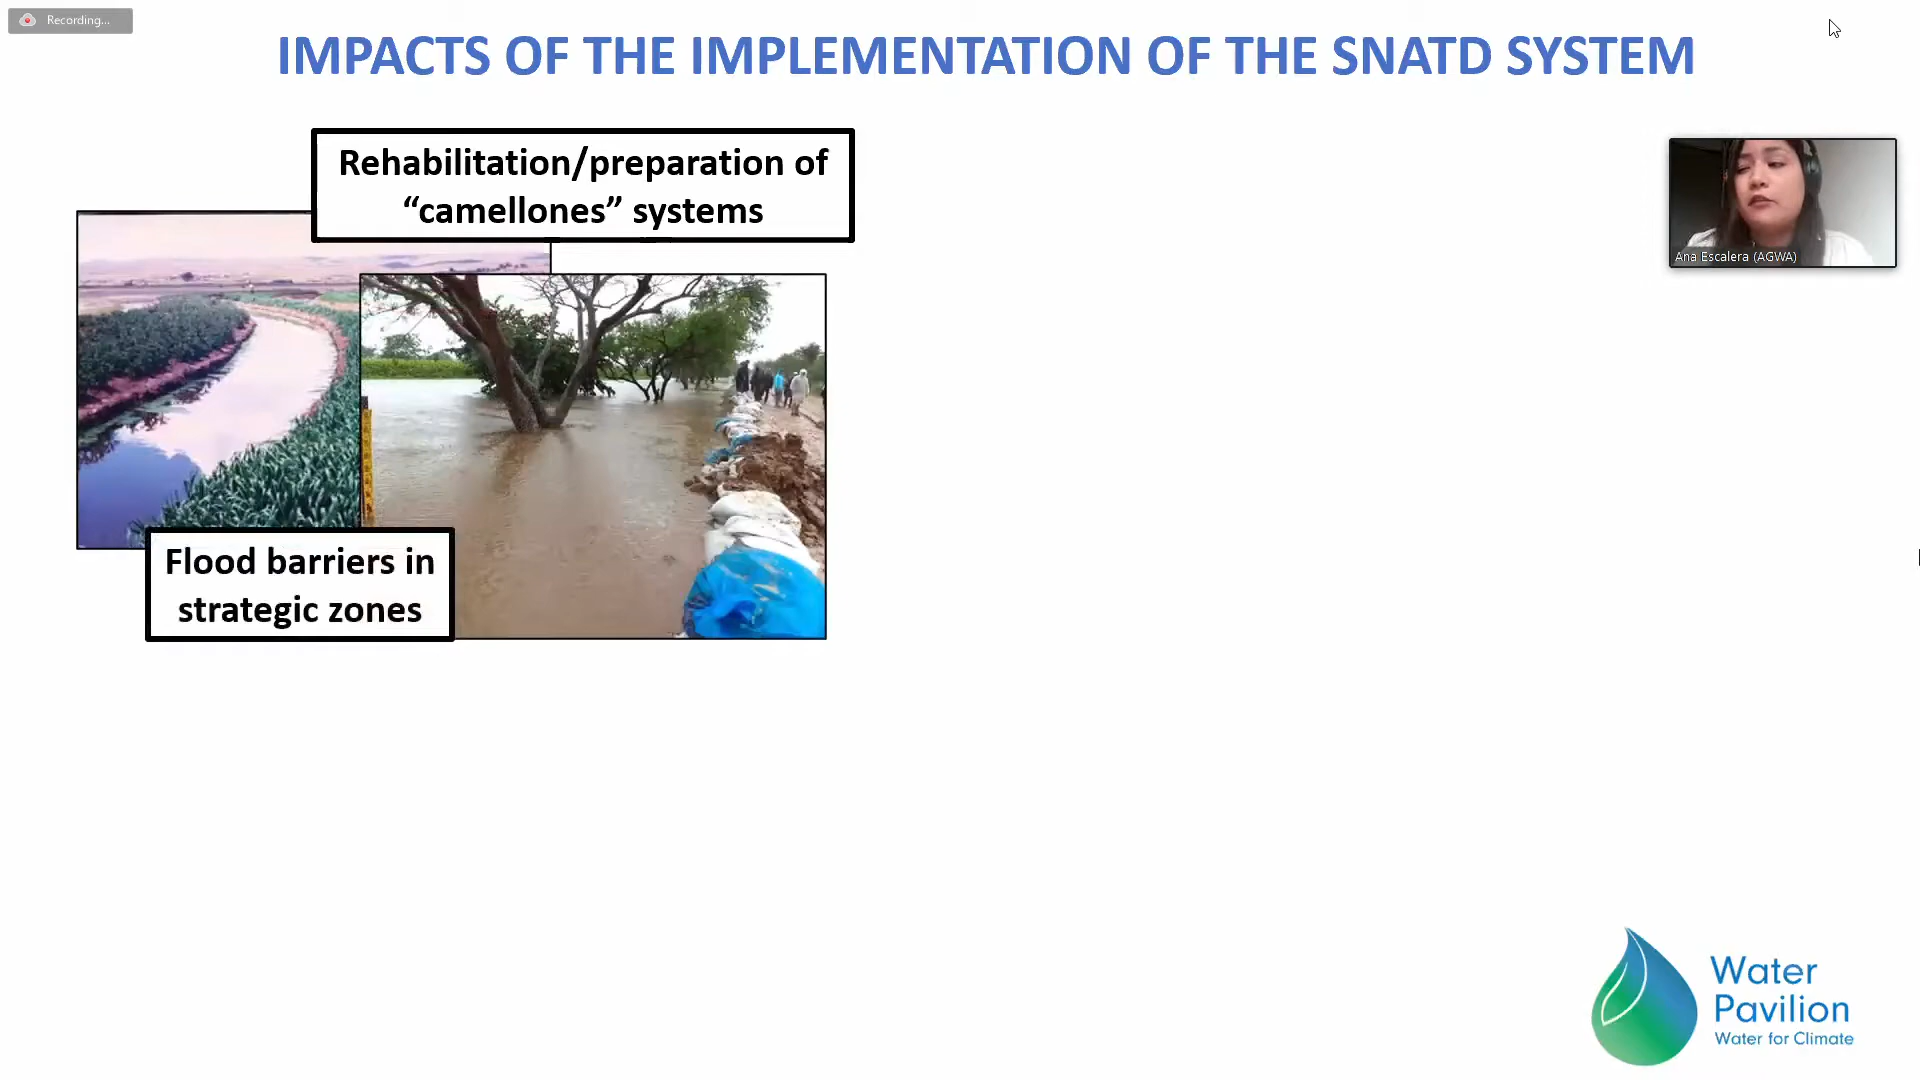 Recording...
IMPACTS OF THE IMPLEMENTATION OF THE SNATD SYSTEM
Rehabilitation/preparation of
“camellones” systems
Ana Escalera (AGWA)
Flood barriers in
strategic zones
Water
Pavilion
Water for Climate